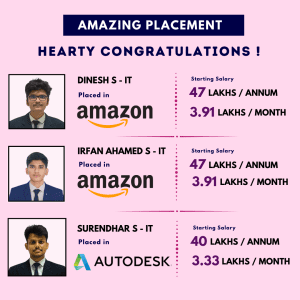 AMAZING PLACEMENT
HEARTY CONGRATULATIONS !
DINESH S - IT
Placed in
amazon
Starting Salary
47 LAKHS / ANNUM
3.91 LAKHS / MONTH
IRFAN AHAMED S - IT
Placed in
amazon
Starting Salary
47 LAKHS / ANNUM
3.91 LAKHS / MONTH
SURENDHAR S - IT
Placed in
AUTODESK
Starting Salary
40 LAKHS / ANNUM
3.33 LAKHS / MONTH